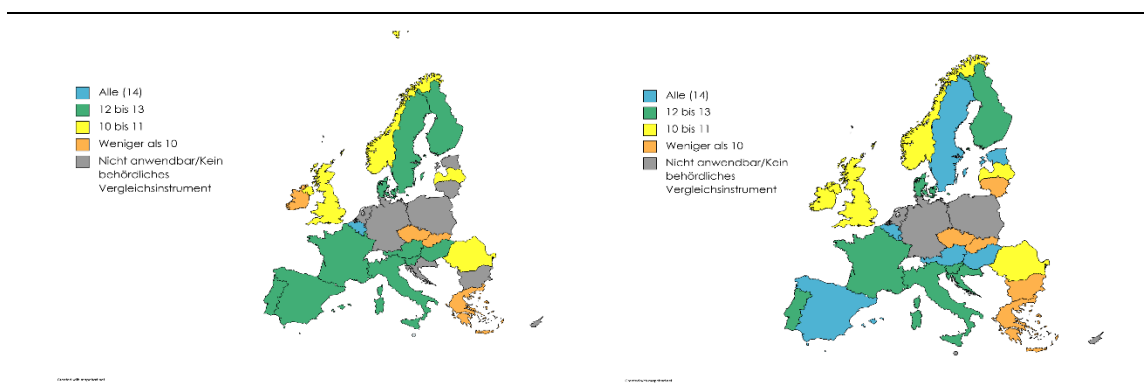 Alle (14)
12 bis 13
10 bis 11
Weniger als 10
Nicht anwendbar/Kein
behördliches
Vergleichsinstrument
Alle (14)
12 bis 13
10 bis 11
Weniger als 10
Nicht anwendbar/Kein
behördliches
Vergleichsinstrument